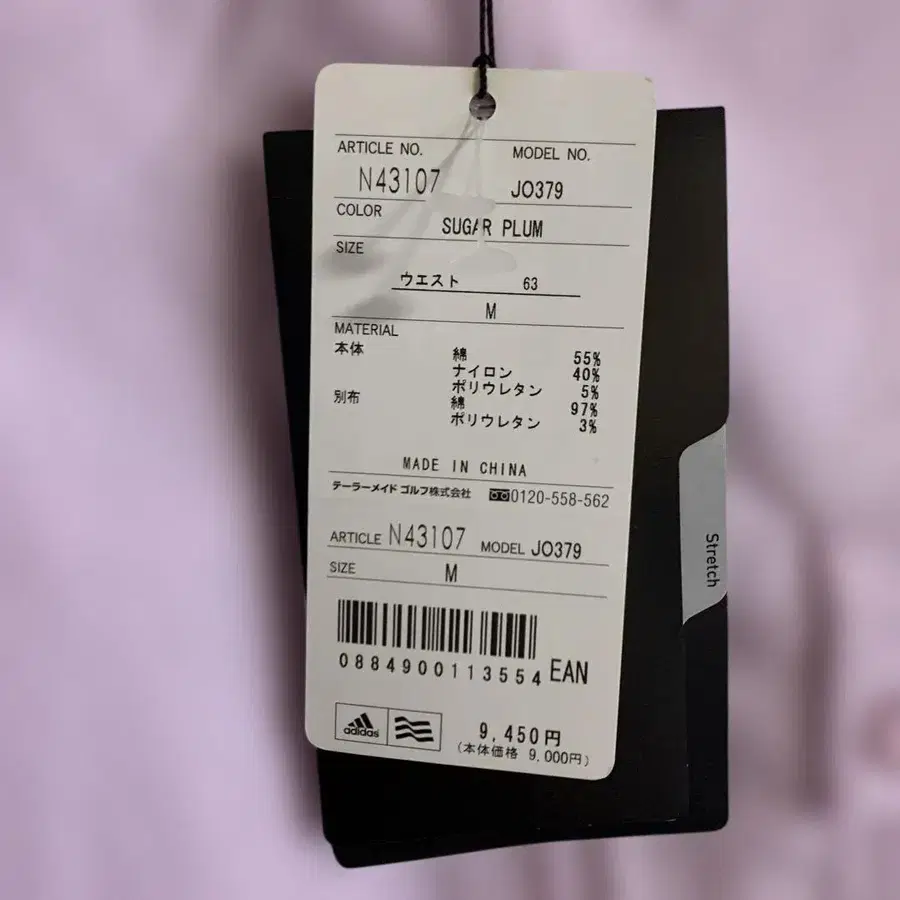 ARTICLE NO. MODEL NO.
N43107 JO379
COLOR
SUGAR PLUM
SIZE
ウエスト 63
M
MATERIAL
本体 綿 55%
ナイロン 40%
ポリウレタン 5%
別布 綿 97%
ポリウレタン 3%
MADE IN CHINA
テーラーメイド ゴルフ株式会社 0120-558-562
ARTICLE N43107 MODEL JO379
SIZE M
0884900113554 EAN
adidas
9,450円
(本体価格 9,000円)
Stretch